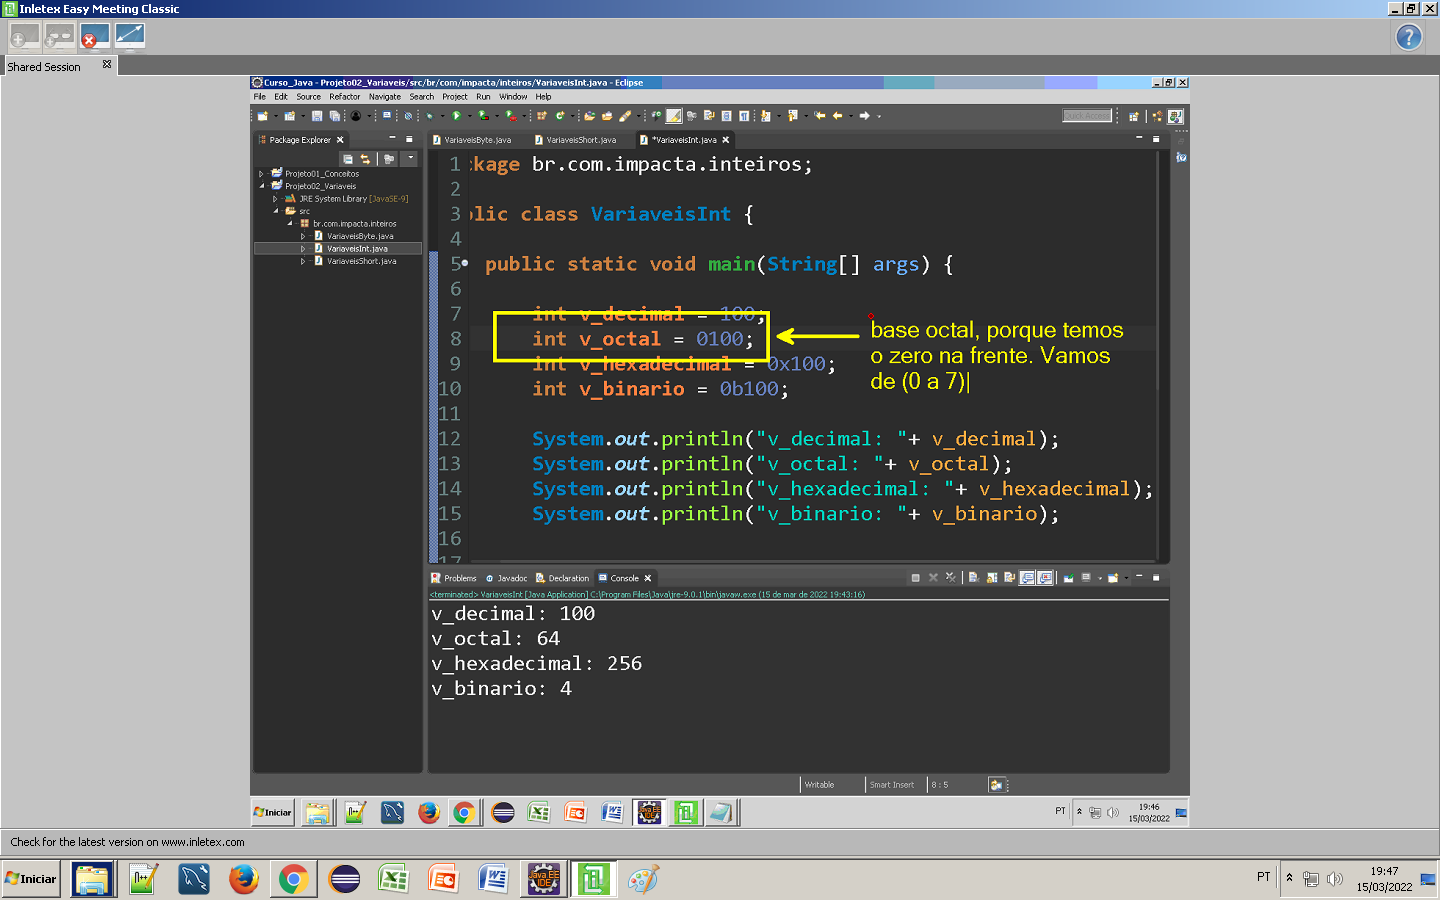 Inletex Easy Meeting Classic
Shared Session
Curso_Java - Projeto02_Variaveis/src/br/com/impacta/inteiros/VariaveisInt.java - Eclipse
File Edit Source Refactor Navigate Search Project Run Window Help
Quick Access
Package Explorer
Projeto01_Conceitos
Projeto02_Variaveis
JRE System Library [JavaSE-9]
src
br.com.impacta.inteiros
VariaveisByte.java
VariaveisInt.java
VariaveisShort.java
VariaveisByte.java VariaveisShort.java *VariaveisInt.java
1 kage br.com.impacta.inteiros;
2
3 lic class VariaveisInt {
4
5 public static void main(String[] args) {
6
7 int v_decimal = 100;
8 int v_octal = 0100;
9 int v_hexadecimal = 0x100;
10 int v_binario = 0b100;
11
12 System.out.println("v_decimal: "+ v_decimal);
13 System.out.println("v_octal: "+ v_octal);
14 System.out.println("v_hexadecimal: "+ v_hexadecimal);
15 System.out.println("v_binario: "+ v_binario);
16
17
base octal, porque temos
o zero na frente. Vamos
de (0 a 7)
Problems Javadoc Declaration Console
<terminated> VariaveisInt [Java Application] C:\Program Files\Java\jre-9.0.1\bin\javaw.exe (15 de mar de 2022 19:43:16)
v_decimal: 100
v_octal: 64
v_hexadecimal: 256
v_binario: 4
Writable Smart Insert 8 : 5
Iniciar PT 19:46
15/03/2022
Check for the latest version on www.inletex.com
Iniciar Java EE IDE PT 19:47
15/03/2022